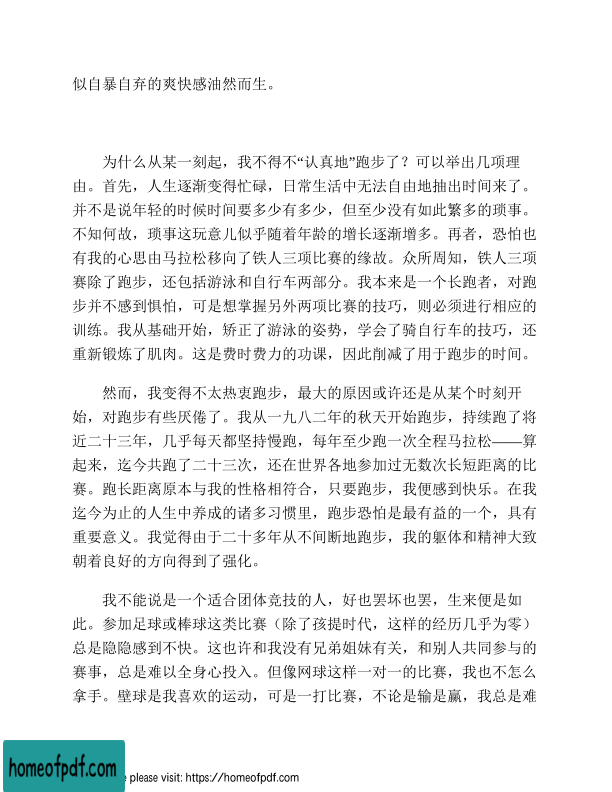 似自暴自弃的爽快感油然而生。
为什么从某一刻起，我不得不“认真地”跑步了？可以举出几项理
由。首先，人生逐渐变得忙碌，日常生活中无法自由地抽出时间来了。
并不是说年轻的时候时间要多少有多少，但至少没有如此繁多的琐事。
不知何故，琐事这玩意儿似乎随着年龄的增长逐渐增多。再者，恐怕也
有我的心思由马拉松移向了铁人三项比赛的缘故。众所周知，铁人三项
赛除了跑步，还包括游泳和自行车两部分。我本来是一个长跑者，对跑
步并不感到惧怕，可是想掌握另外两项比赛的技巧，则必须进行相应的
训练。我从基础开始，矫正了游泳的姿势，学会了骑自行车的技巧，还
重新锻炼了肌肉。这是费时费力的功课，因此削减了用于跑步的时间。
然而，我变得不太热衷跑步，最大的原因或许还是从某个时刻开
始，对跑步有些厌倦了。我从一九八二年的秋天开始跑步，持续跑了将
近二十三年，几乎每天都坚持慢跑，每年至少跑一次全程马拉松——算
起来，迄今共跑了二十三次，还在世界各地参加过无数次长短距离的比
赛。跑长距离原本与我的性格相符合，只要跑步，我便感到快乐。在我
迄今为止的人生中养成的诸多习惯里，跑步恐怕是最有益的一个，具有
重要意义。我觉得由于二十多年从不间断地跑步，我的躯体和精神大致
朝着良好的方向得到了强化。
我不能说是一个适合团体竞技的人，好也罢坏也罢，生来便是如
此。参加足球或棒球这类比赛（除了孩提时代，这样的经历几乎为零）
总是隐隐感到不快。这也许和我没有兄弟姐妹有关，和别人共同参与的
赛事，总是难以全身心投入。但像网球这样一对一的比赛，我也不怎么
拿手。壁球是我喜欢的运动，可是一打比赛，不论是输是赢，我总是难
homeofpdf.com
e please visit: https://homeofpdf.com